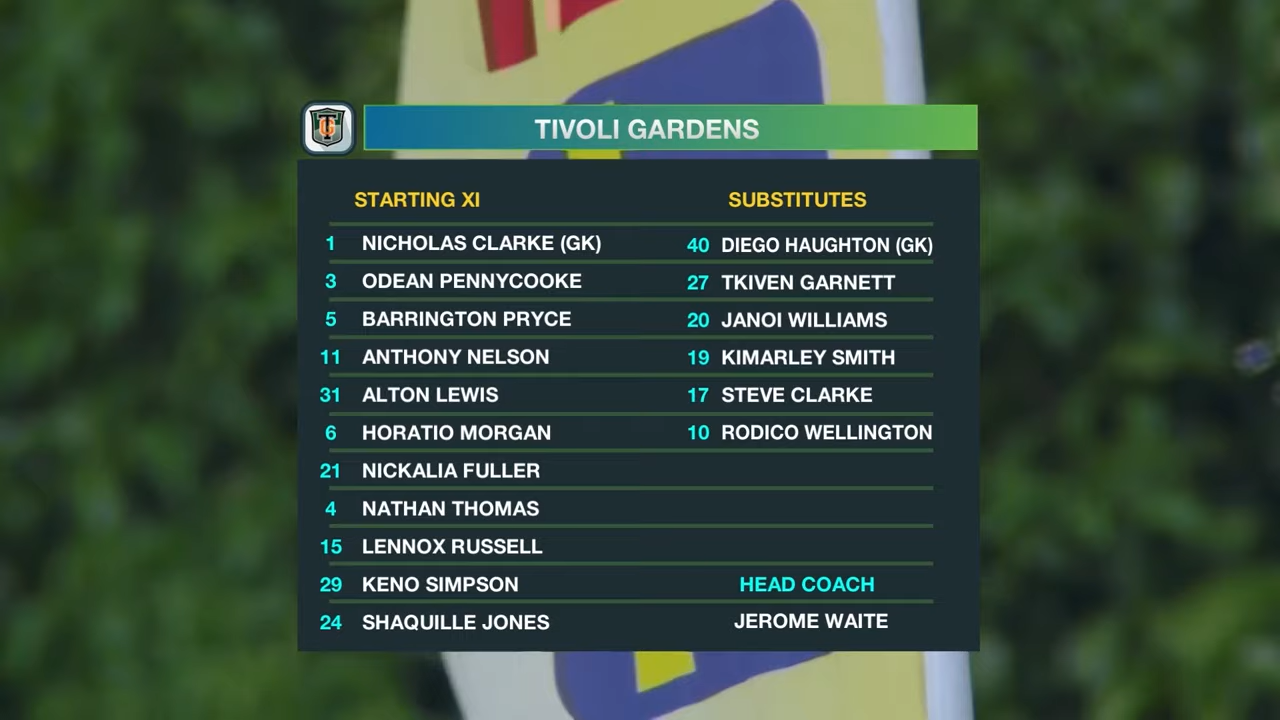 TG
TIVOLI GARDENS
STARTING XI
1 NICHOLAS CLARKE (GK)
3 ODEAN PENNYCOOKE
5 BARRINGTON PRYCE
11 ANTHONY NELSON
31 ALTON LEWIS
6 HORATIO MORGAN
21 NICKALIA FULLER
4 NATHAN THOMAS
15 LENNOX RUSSELL
29 KENO SIMPSON
24 SHAQUILLE JONES
SUBSTITUTES
40 DIEGO HAUGHTON (GK)
27 TKIVEN GARNETT
20 JANOI WILLIAMS
19 KIMARLEY SMITH
17 STEVE CLARKE
10 RODICO WELLINGTON
HEAD COACH
JEROME WAITE